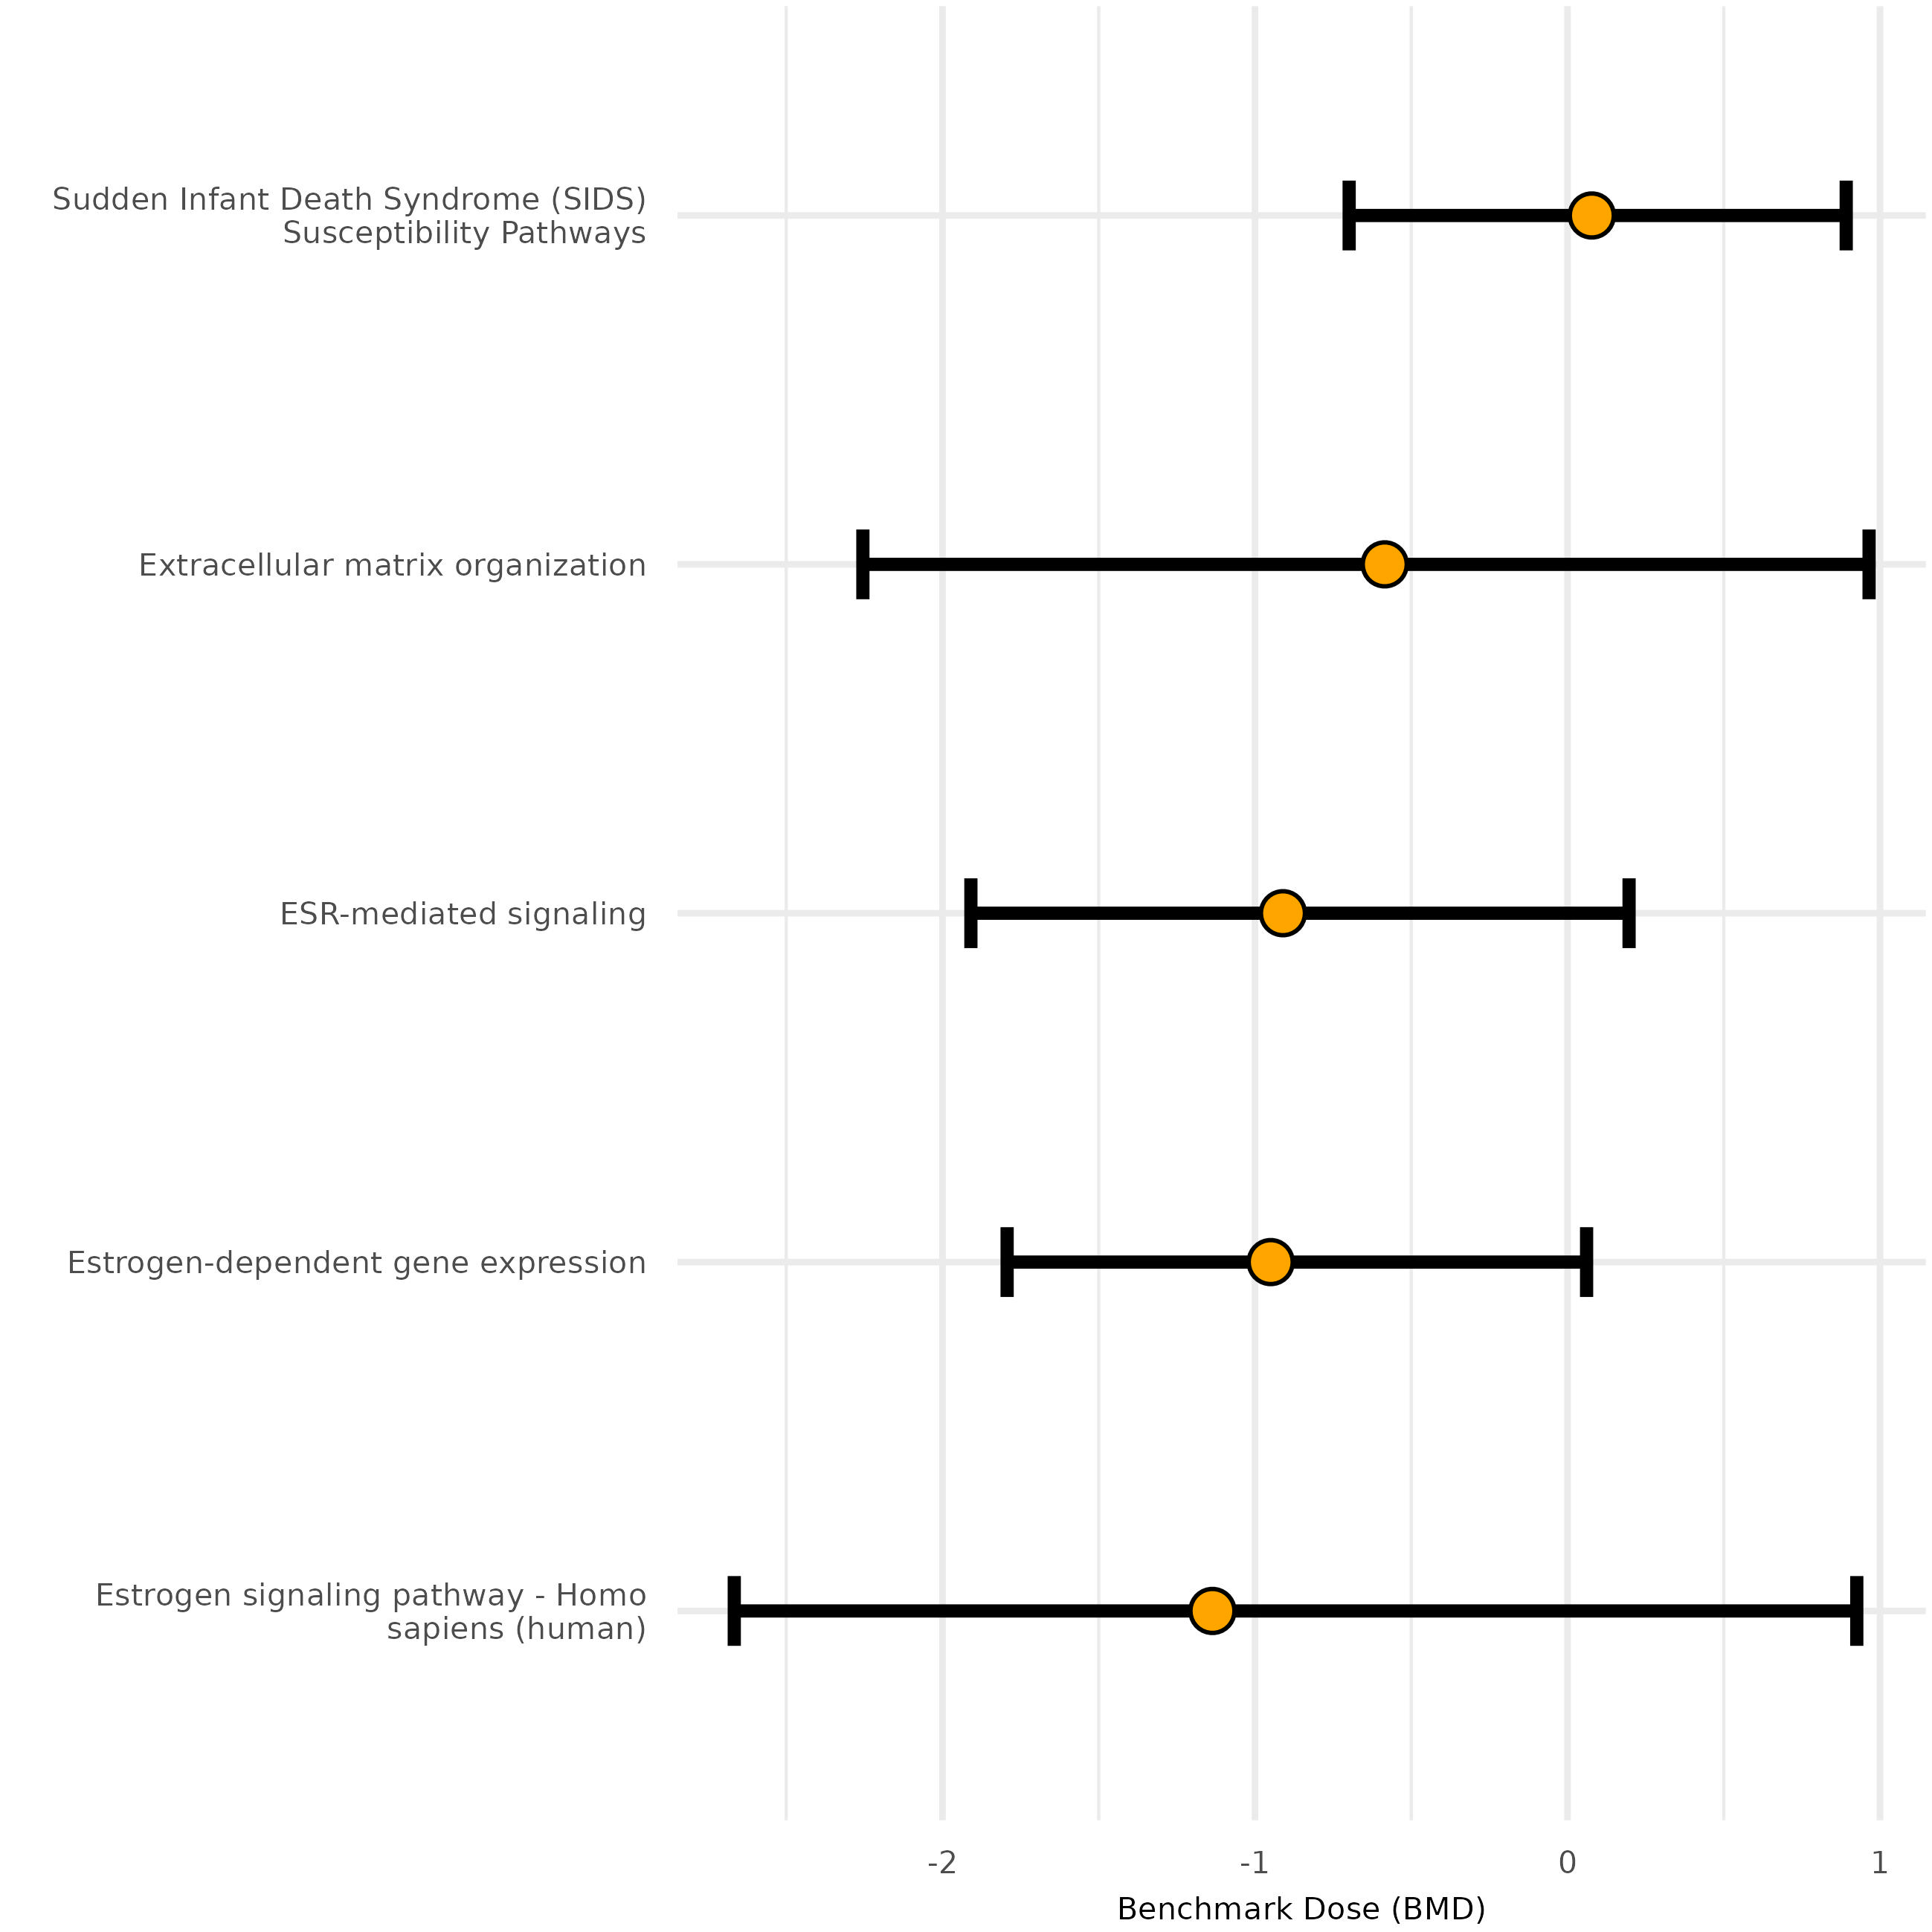 Sudden Infant Death Syndrome (SIDS)
Susceptibility Pathways
Extracellular matrix organization
ESR-mediated signaling
Estrogen-dependent gene expression
Estrogen signaling pathway - Homo
sapiens (human)
-2 -1 0 1
Benchmark Dose (BMD)